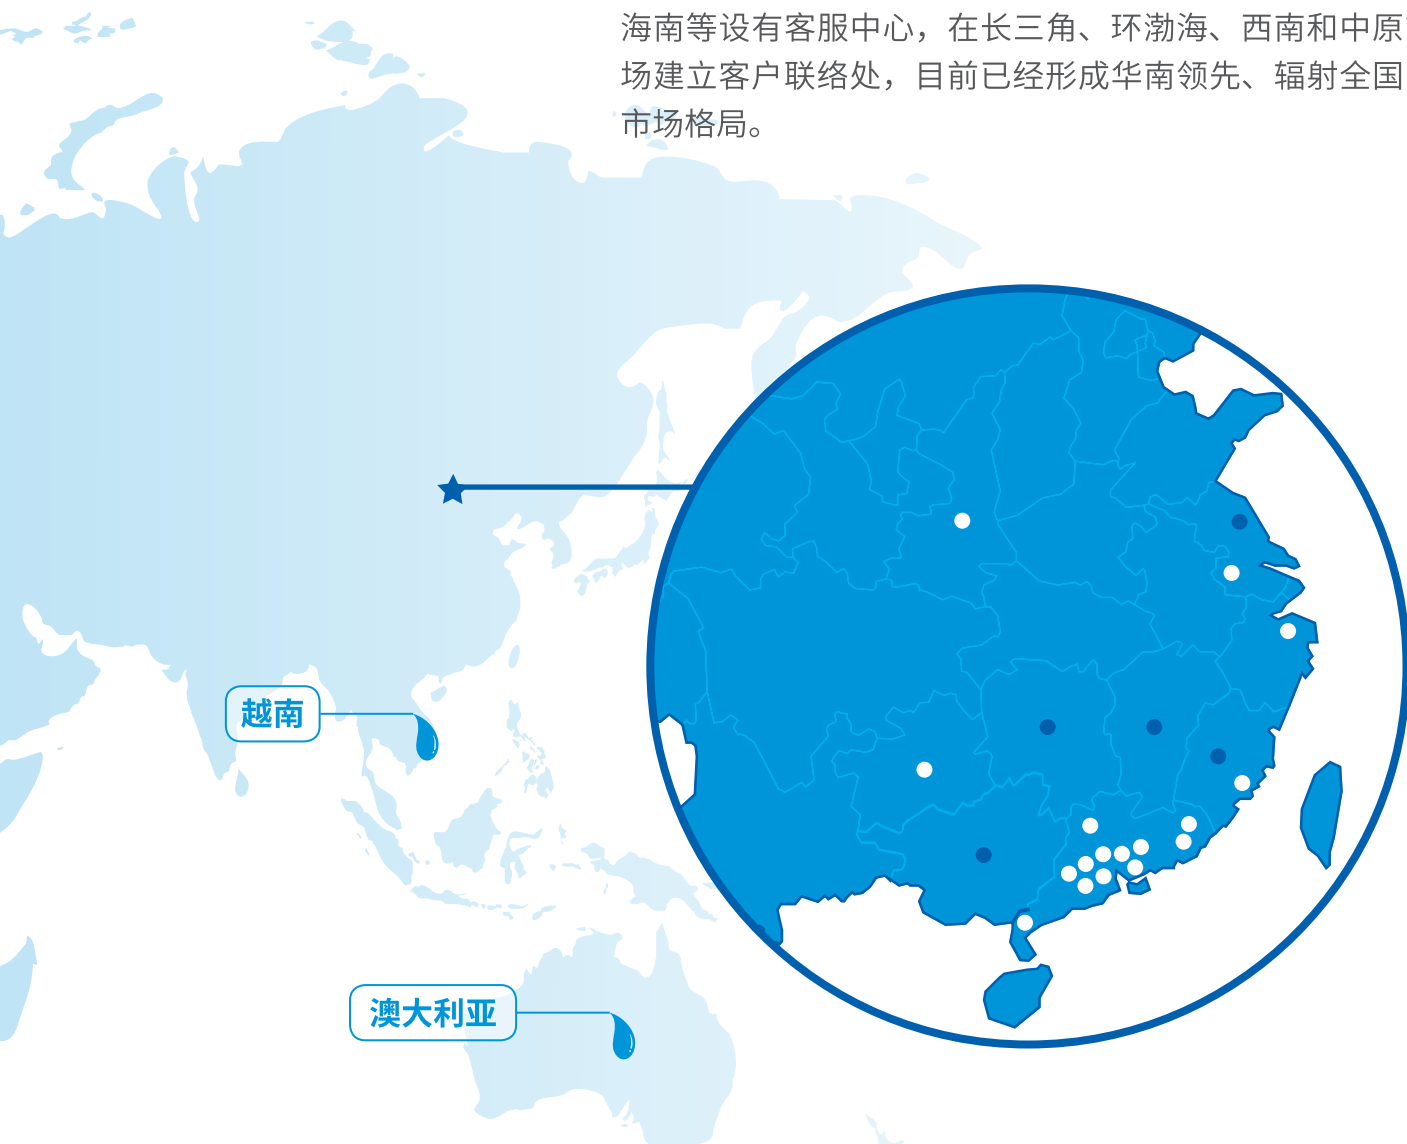 海南等设有客服中心，在长三角、环渤海、西南和中原
场建立客户联络处，目前已经形成华南领先、辐射全国
市场格局。
越南
澳大利亚